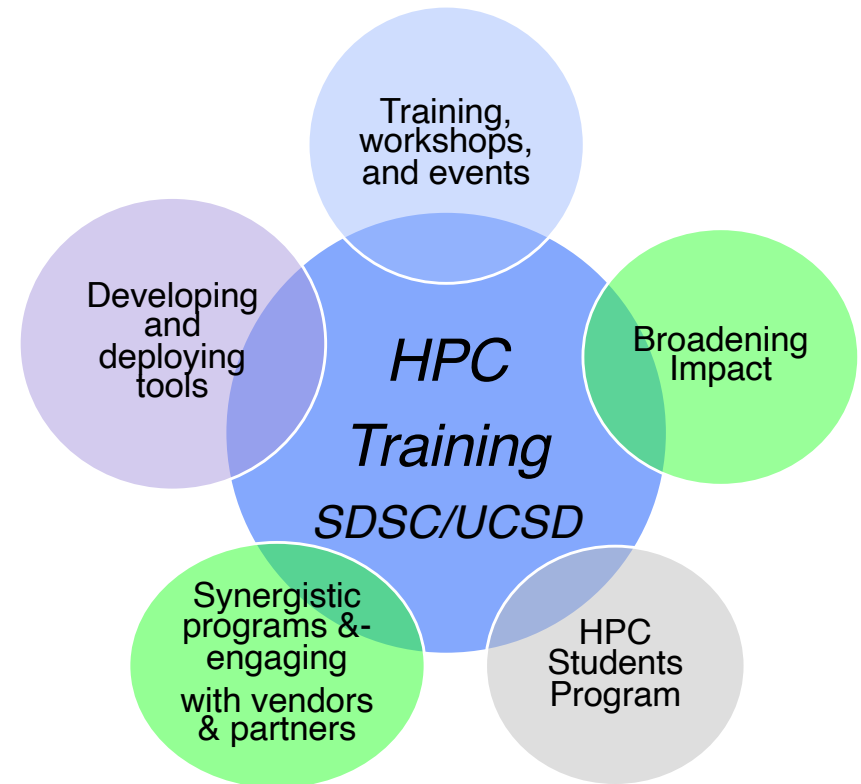 Training,
workshops,
and events
Developing
and
deploying
tools
Broadening
Impact
HPC
Training
SDSC/UCSD
Synergistic
programs &-
engaging
with vendors
& partners
HPC
Students
Program